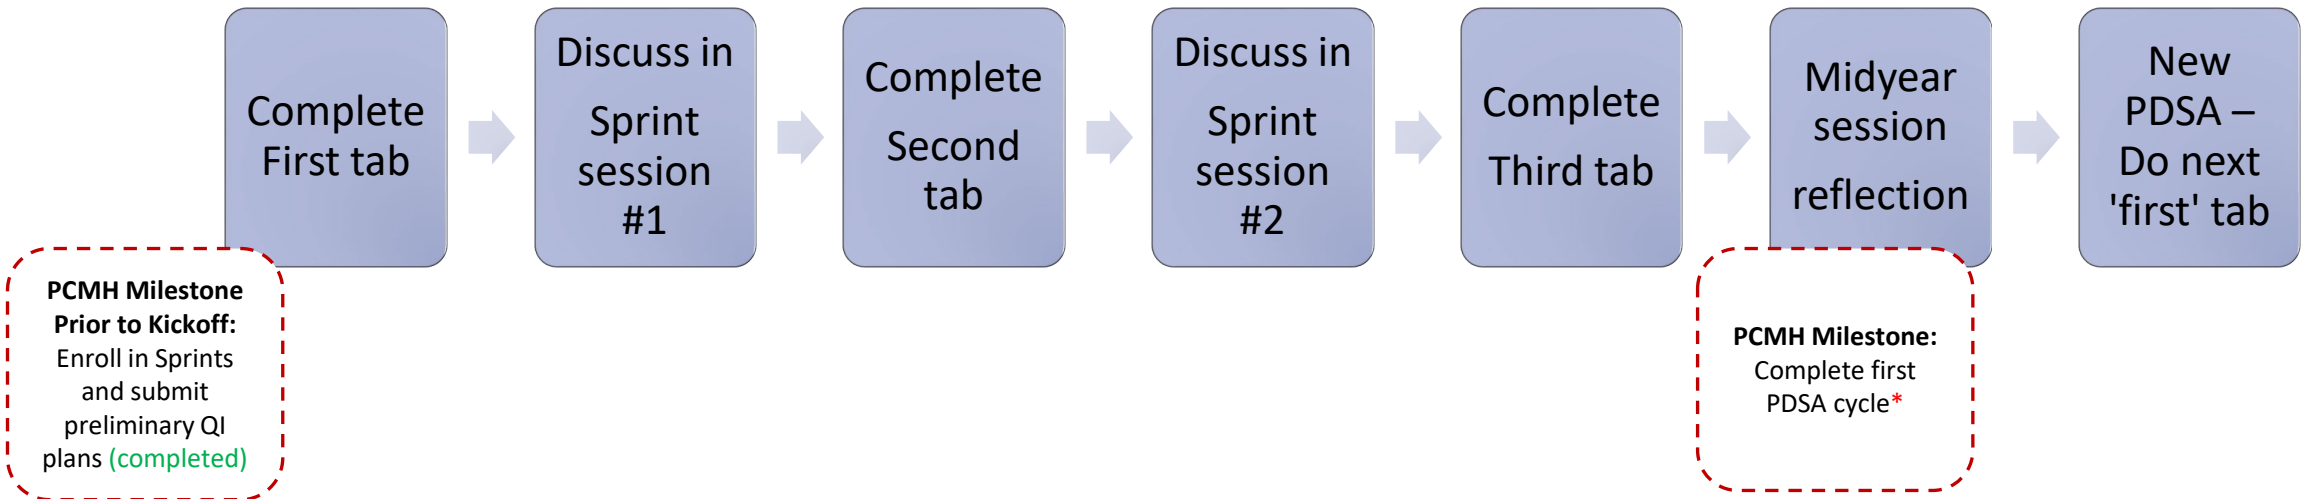 Complete
First tab
Discuss in
Sprint
session
#1
Complete
Second
tab
Discuss in
Sprint
session
#2
Complete
Third tab
Midyear
session
reflection
New
PDSA –
Do next
'first' tab
PCMH Milestone
Prior to Kickoff:
Enroll in Sprints
and submit
preliminary QI
plans (completed)
PCMH Milestone:
Complete first
PDSA cycle*